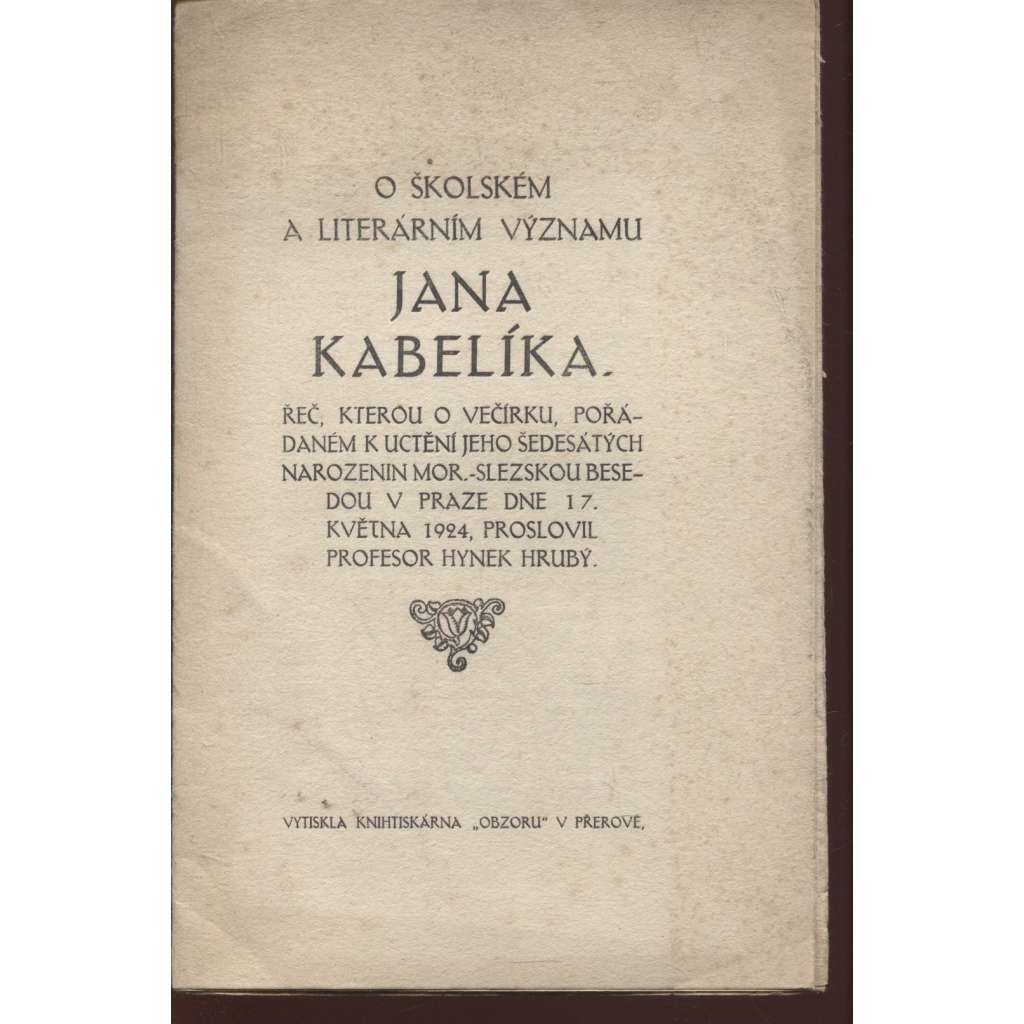 O ŠKOLSKÉM
A LITERÁRNÍM VÝZNAMU
JANA
KABELÍKA.
ŘEČ, KTEROU O VEČÍRKU, POŘÁ-
DANÉM K UCTĚNÍ JEHO ŠEDESÁTÝCH
NAROZENIN MOR.-SLEZSKOU BESE-
DOU V PRAZE DNE 17.
KVĚTNA 1924, PROSLOVIL
PROFESOR HYNEK HRUBÝ.
VYTISKLA KNIHTISKÁRNA „OBZORU“ V PŘEROVĚ,